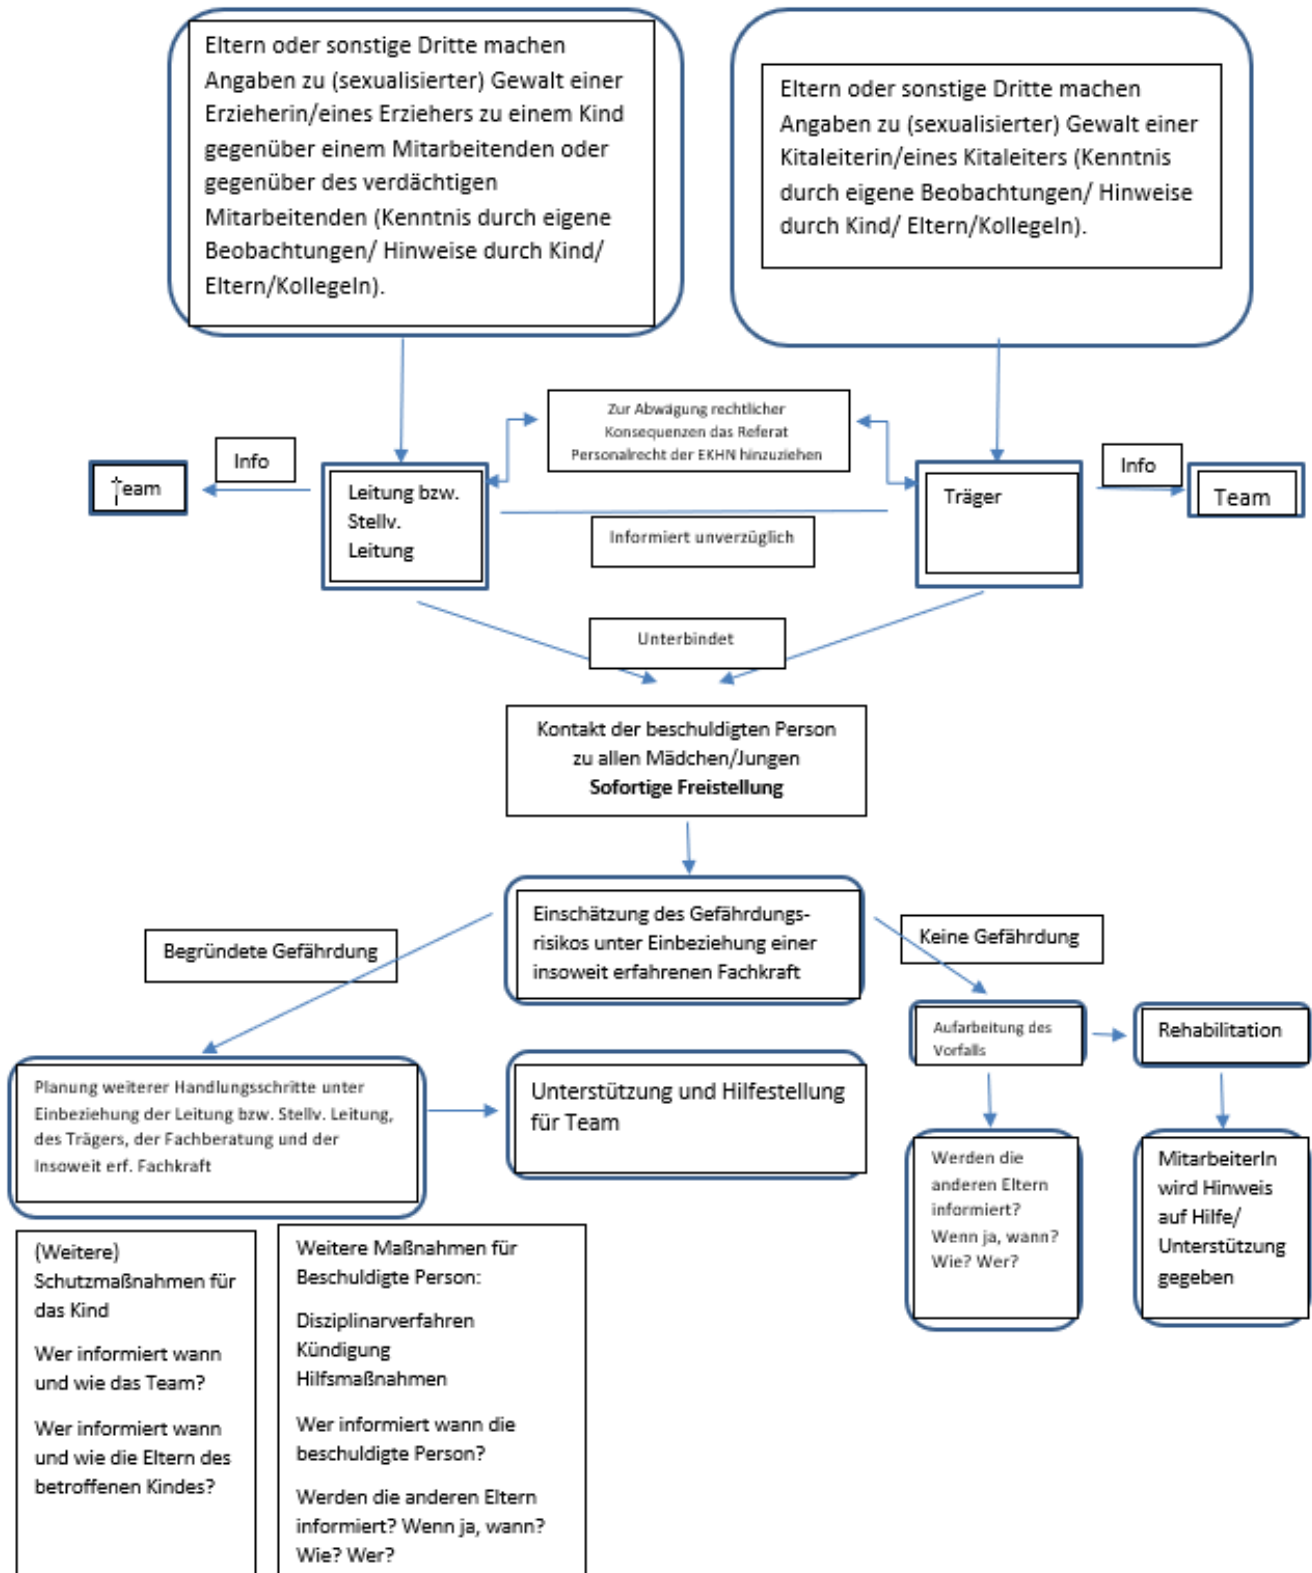 Eltern oder sonstige Dritte machen
Angaben zu (sexualisierter) Gewalt einer
Erzieherin/eines Erziehers zu einem Kind
gegenüber einem Mitarbeitenden oder
gegenüber des verdächtigen
Mitarbeitenden (Kenntnis durch eigene
Beobachtungen/ Hinweise durch Kind/
Eltern/Kollegeln).
Eltern oder sonstige Dritte machen
Angaben zu (sexualisierter) Gewalt einer
Kitaleiterin/eines Kitaleiters (Kenntnis
durch eigene Beobachtungen/ Hinweise
durch Kind/ Eltern/Kollegeln).
Zur Abwägung rechtlicher
Konsequenzen das Referat
Personalrecht der EKHN hinzuziehen
Info
Team
Leitung bzw.
Stellv.
Leitung
Informiert unverzüglich
Träger
Info
Team
Unterbindet
Kontakt der beschuldigten Person
zu allen Mädchen/Jungen
Sofortige Freistellung
Einschätzung des Gefährdungs-
risikos unter Einbeziehung einer
insoweit erfahrenen Fachkraft
Begründete Gefährdung
Keine Gefährdung
Aufarbeitung des
Vorfalls
Rehabilitation
Planung weiterer Handlungsschritte unter
Einbeziehung der Leitung bzw. Stellv. Leitung,
des Trägers, der Fachberatung und der
Insoweit erf. Fachkraft
Unterstützung und Hilfestellung
für Team
Werden die
anderen Eltern
informiert?
Wenn ja, wann?
Wie? Wer?
MitarbeiterIn
wird Hinweis
auf Hilfe/
Unterstützung
gegeben
(Weitere)
Schutzmaßnahmen für
das Kind
Wer informiert wann
und wie das Team?
Wer informiert wann
und wie die Eltern des
betroffenen Kindes?
Weitere Maßnahmen für
Beschuldigte Person:
Disziplinarverfahren
Kündigung
Hilfsmaßnahmen
Wer informiert wann die
beschuldigte Person?
Werden die anderen Eltern
informiert? Wenn ja, wann?
Wie? Wer?